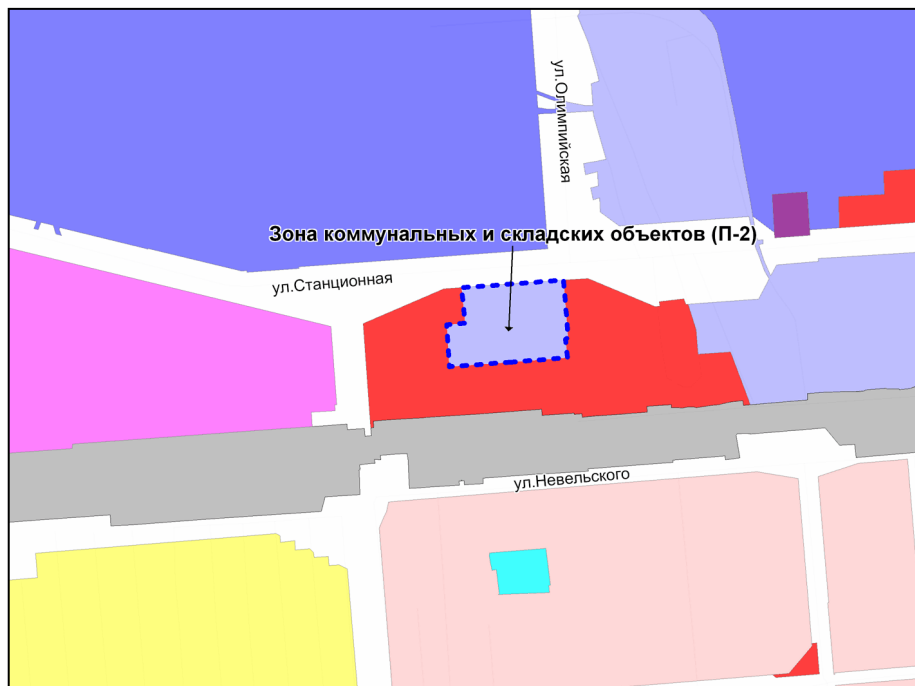 ул.Олимпийская
Зона коммунальных и складских объектов (П-2)
ул.Станционная
ул.Невельского